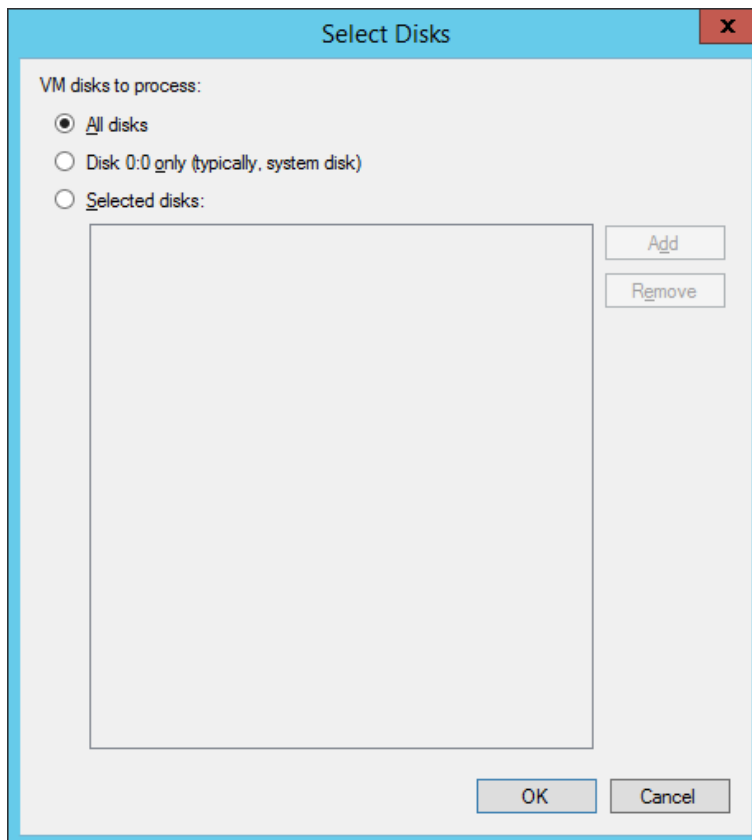 Select Disks
x
VM disks to process:
All disks
Disk 0:0 only (typically, system disk)
Selected disks:
Add
Remove
OK
Cancel